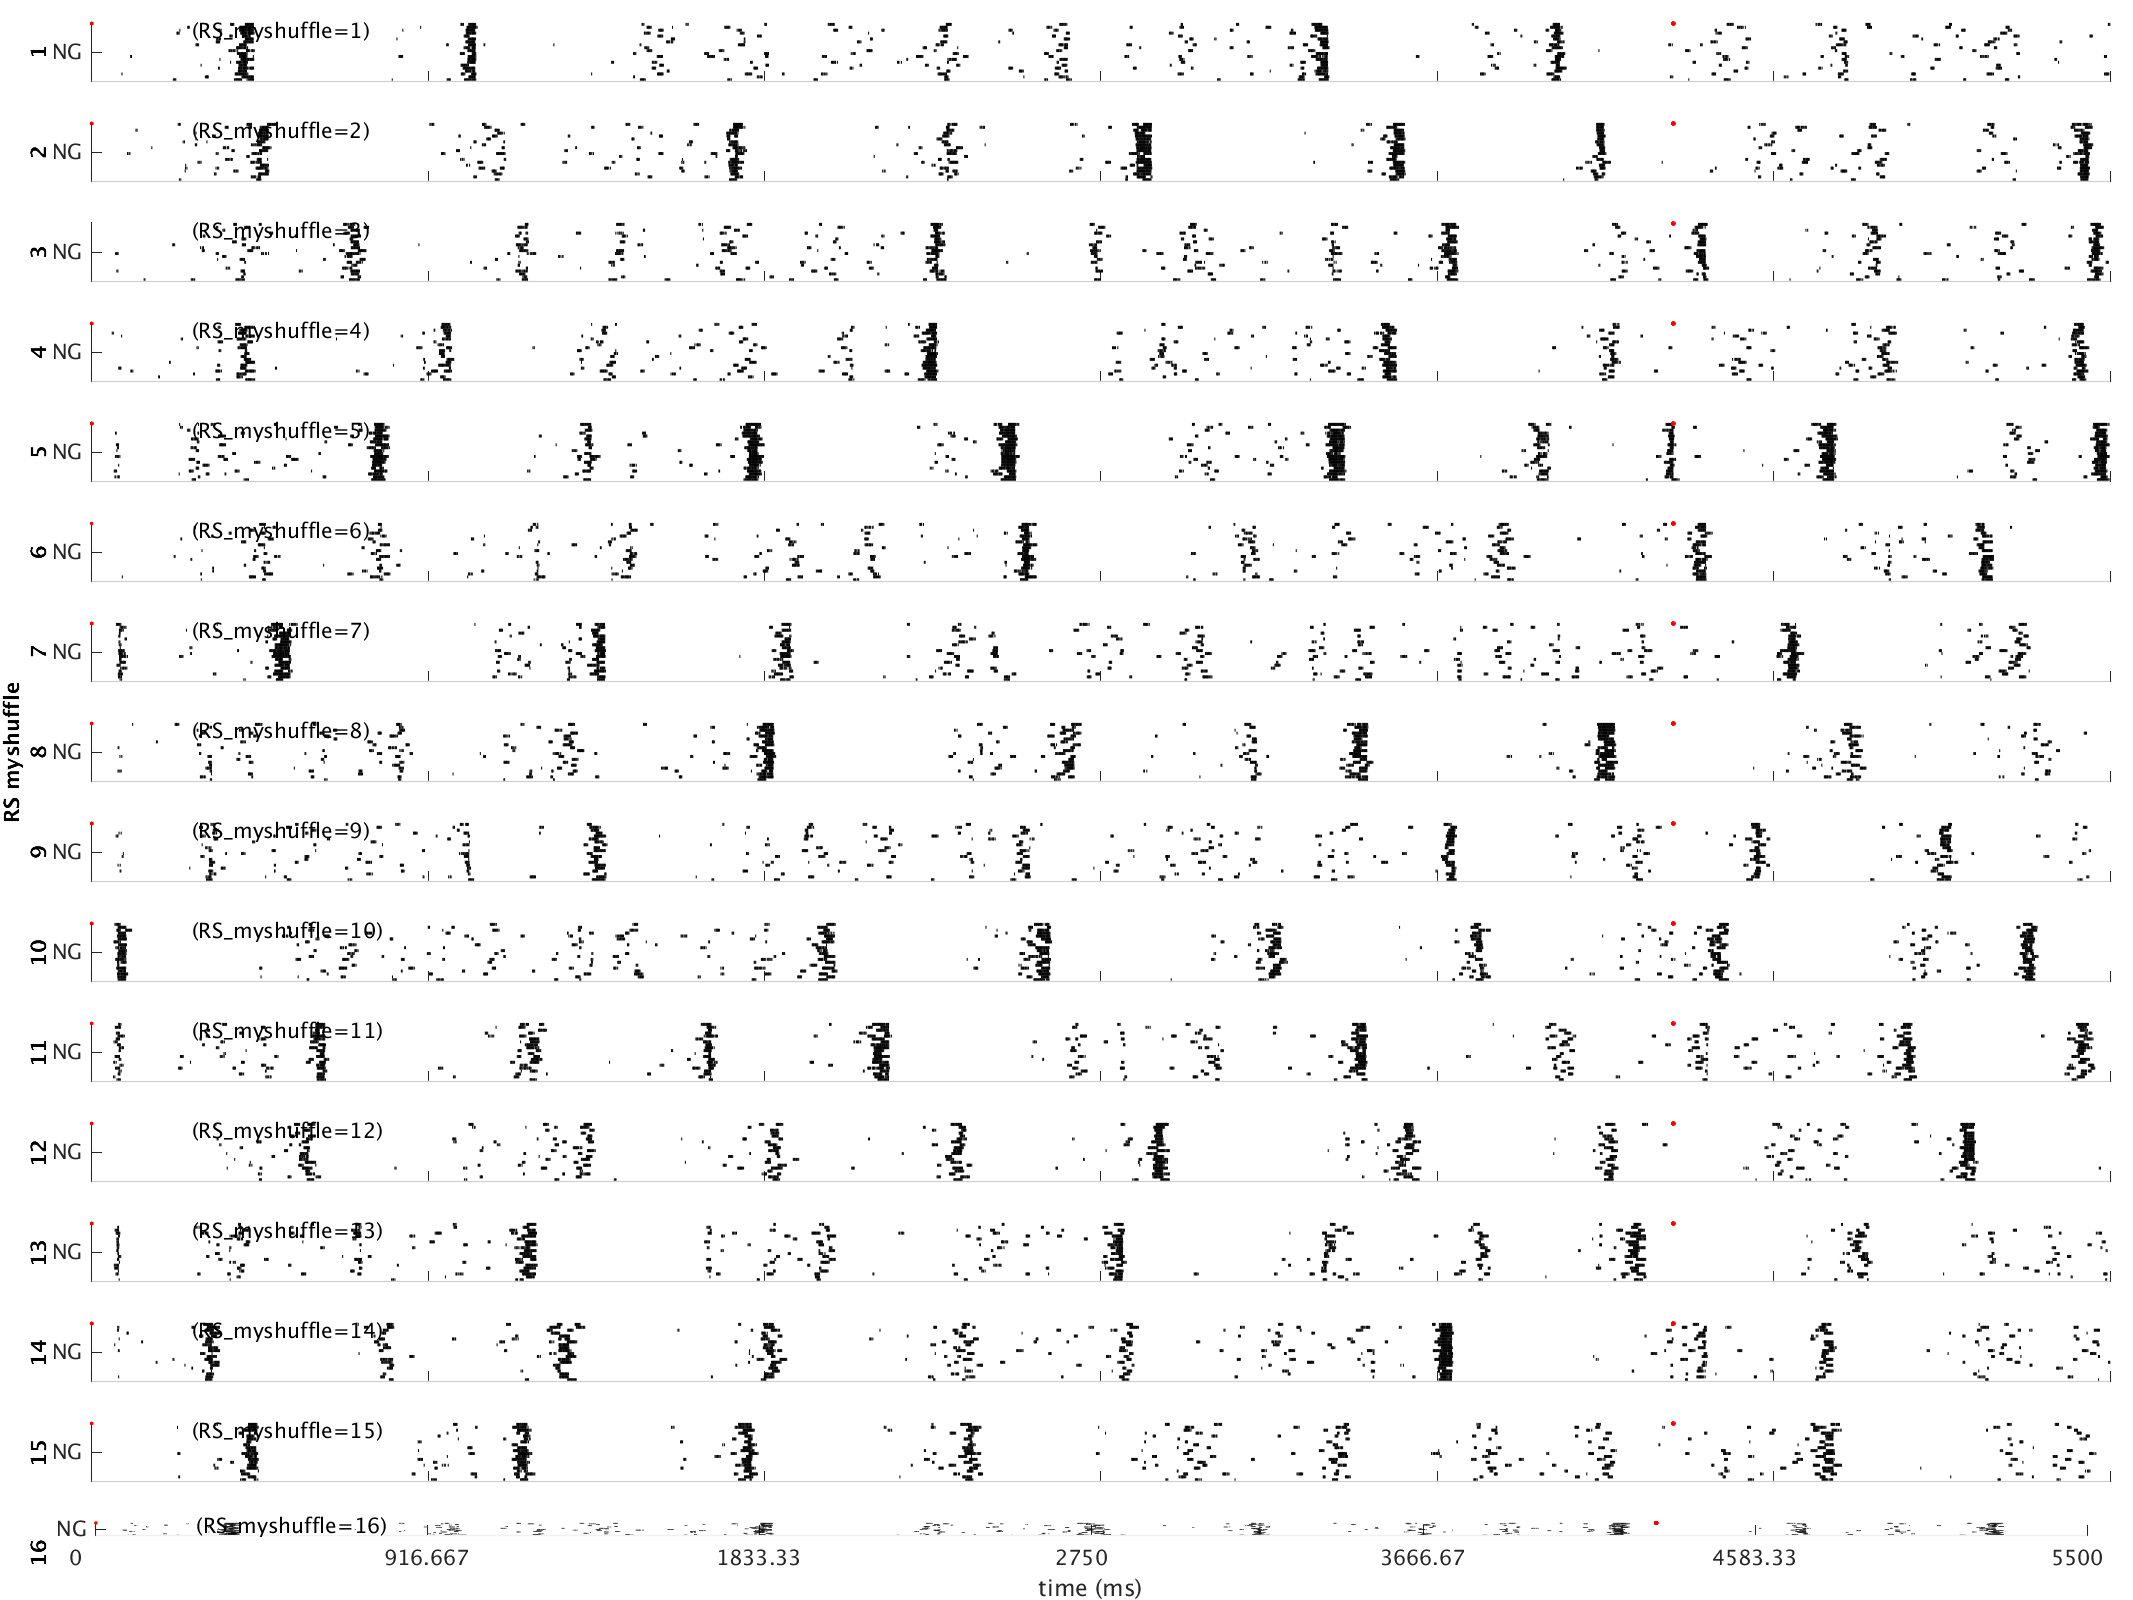 RS myshuffle
1 NG (RS_myshuffle=1)
2 NG (RS_myshuffle=2)
3 NG (RS_myshuffle=3)
4 NG (RS_myshuffle=4)
5 NG (RS_myshuffle=5)
6 NG (RS_myshuffle=6)
7 NG (RS_myshuffle=7)
8 NG (RS_myshuffle=8)
9 NG (RS_myshuffle=9)
10 NG (RS_myshuffle=10)
11 NG (RS_myshuffle=11)
12 NG (RS_myshuffle=12)
13 NG (RS_myshuffle=13)
14 NG (RS_myshuffle=14)
15 NG (RS_myshuffle=15)
16 NG (RS_myshuffle=16)
0 916.667 1833.33 2750 3666.67 4583.33 5500
time (ms)